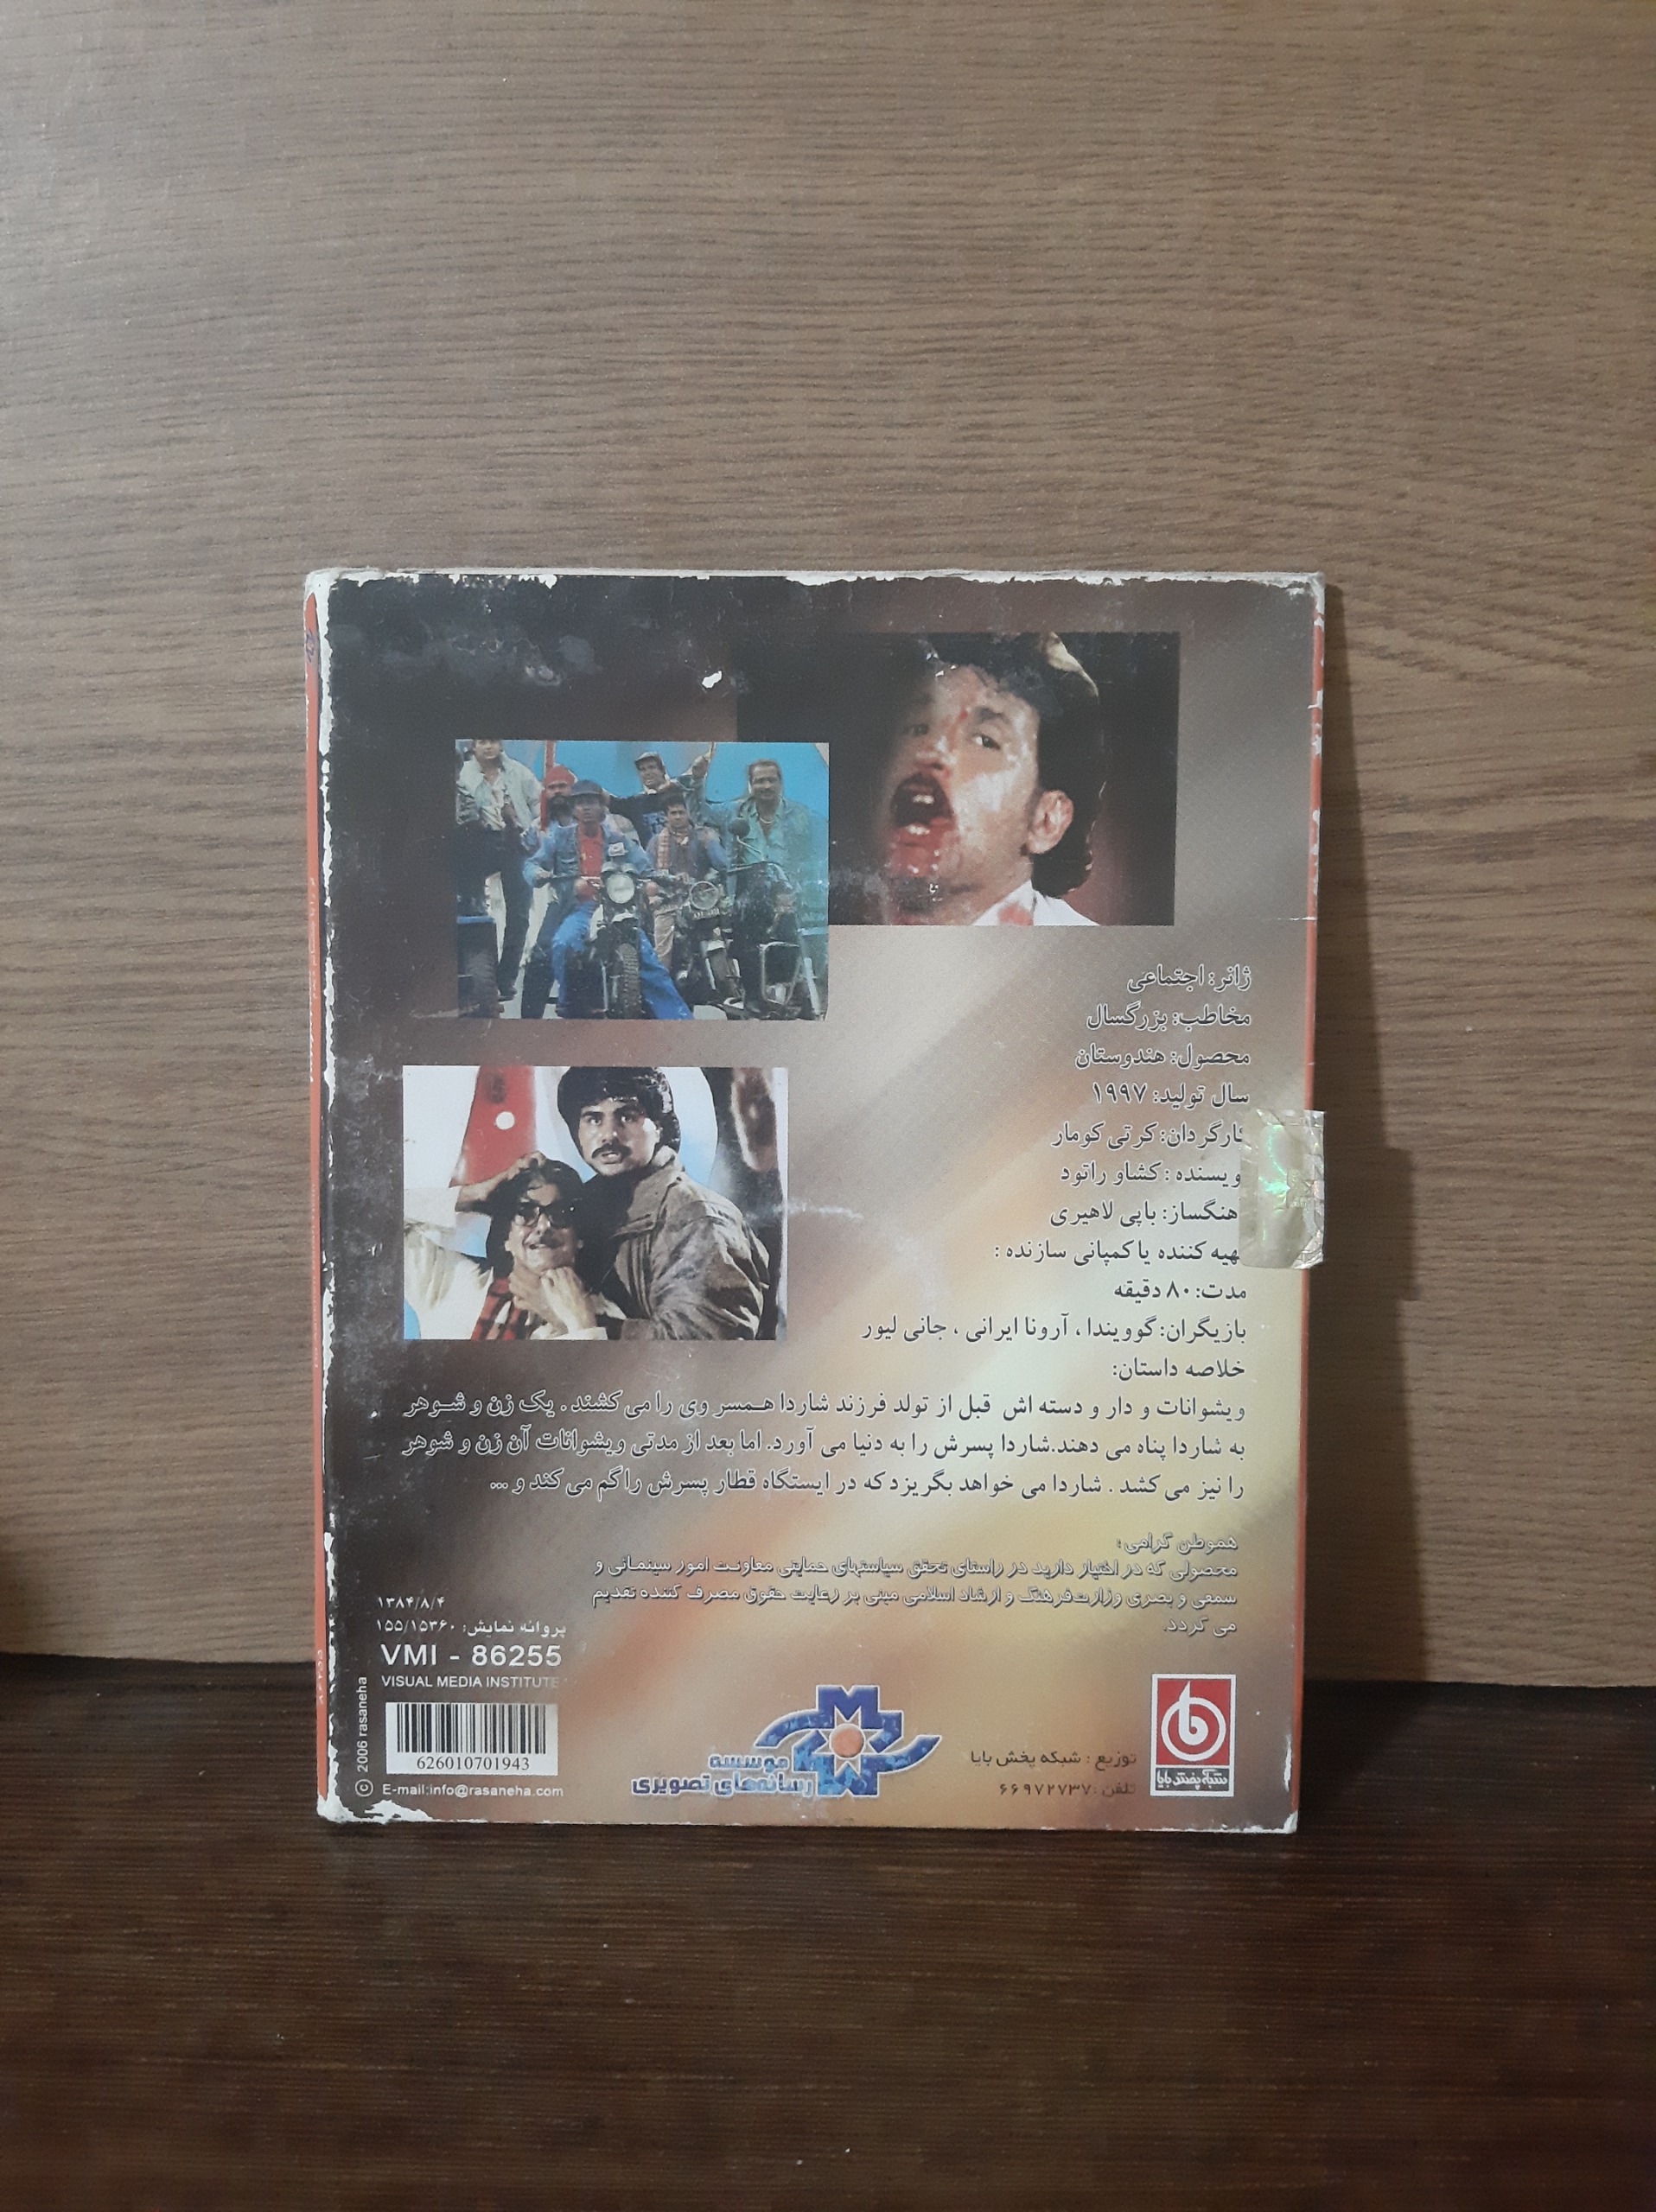 ژانر: اجتماعی
مخاطب: بزرگسال
محصول: هندوستان
سال تولید: ۱۹۹۷
ارگردان: کرتی کومار
ویسنده: کشاو راتود
هنگساز: باپی لاهیری
هیه کننده یا کمپانی سازنده:
مدت: ۸۰ دقیقه
بازیگران: گوویندا، آرونا ایرانی، جانی لیور
خلاصه داستان:
ویشوانات و دار و دسته اش قبل از تولد فرزند شاردا همسر وی را می کشند. یک زن و شوهر
به شاردا پناه می دهند.شاردا پسرش را به دنیا می آورد. اما بعد از مدتی ویشوانات آن زن و شوهر
را نیز می کشد. شاردا می خواهد بگریزد که در ایستگاه قطار پسرش را گم می کند و ...
هموطن گرامی:
محصولی که در اختیار دارید در راستای تحقق سیاستهای حمایتی معاونت امور سینمائی و
سمعی و بصری وزارت فرهنگ و ارشاد اسلامی مبنی بر رعایت حقوق مصرف کننده تقدیم
می گردد.
۱۳۸۴/۸/۴
پروانه نمایش: ۱۵۵/۱۵۳۶۰
VMI - 86255
VISUAL MEDIA INSTITUTE
626010701943
E-mail:info@rasaneha.com
© 2006 rasaneha
موسسه
رسانه‌های تصویری
توزیع: شبکه پخش بابا
تلفن: ۶۶۹۷۲۷۳۷
شبکه پخش بابا